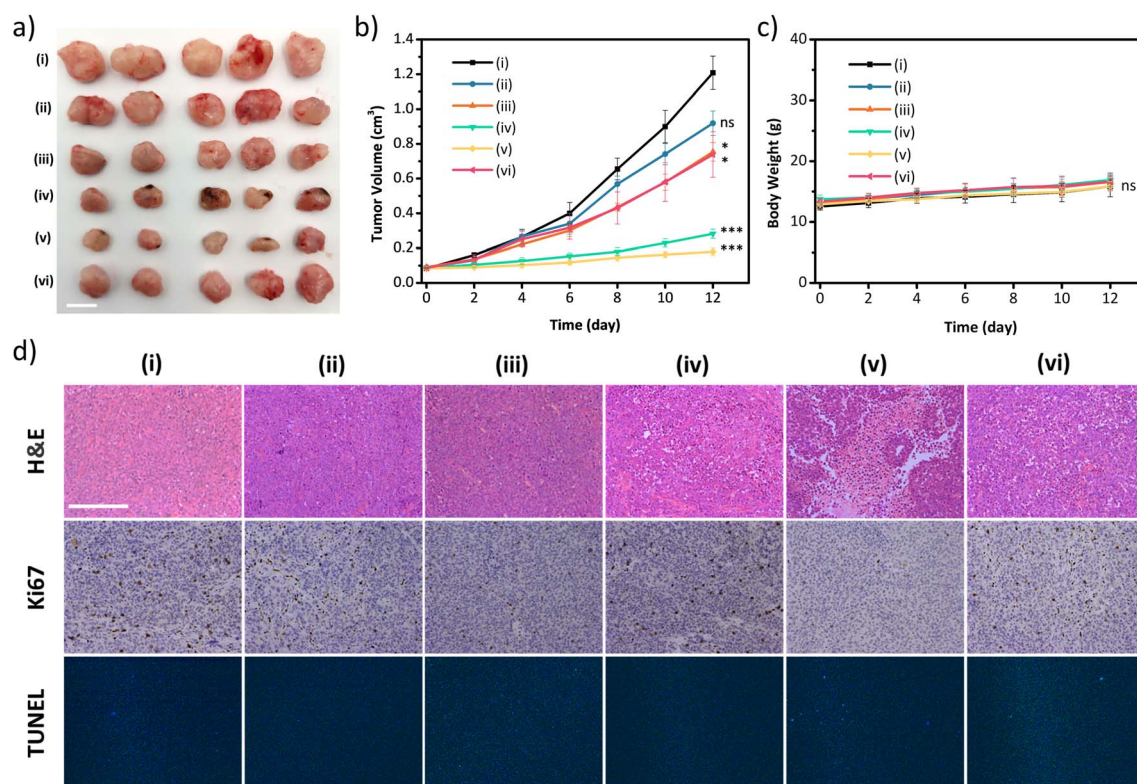 a)
(i)
(ii)
(iii)
(iv)
(v)
(vi)
b)
Tumor Volume (cm³)
1.4
1.2
1.0
0.8
0.6
0.4
0.2
0.0
(i)
(ii)
(iii)
(iv)
(v)
(vi)
ns
*
*
***
***
0 2 4 6 8 10 12
Time (day)
c)
Body Weight (g)
40
30
20
10
0
(i)
(ii)
(iii)
(iv)
(v)
(vi)
ns
0 2 4 6 8 10 12
Time (day)
d)
(i) (ii) (iii) (iv) (v) (vi)
H&E
Ki67
TUNEL